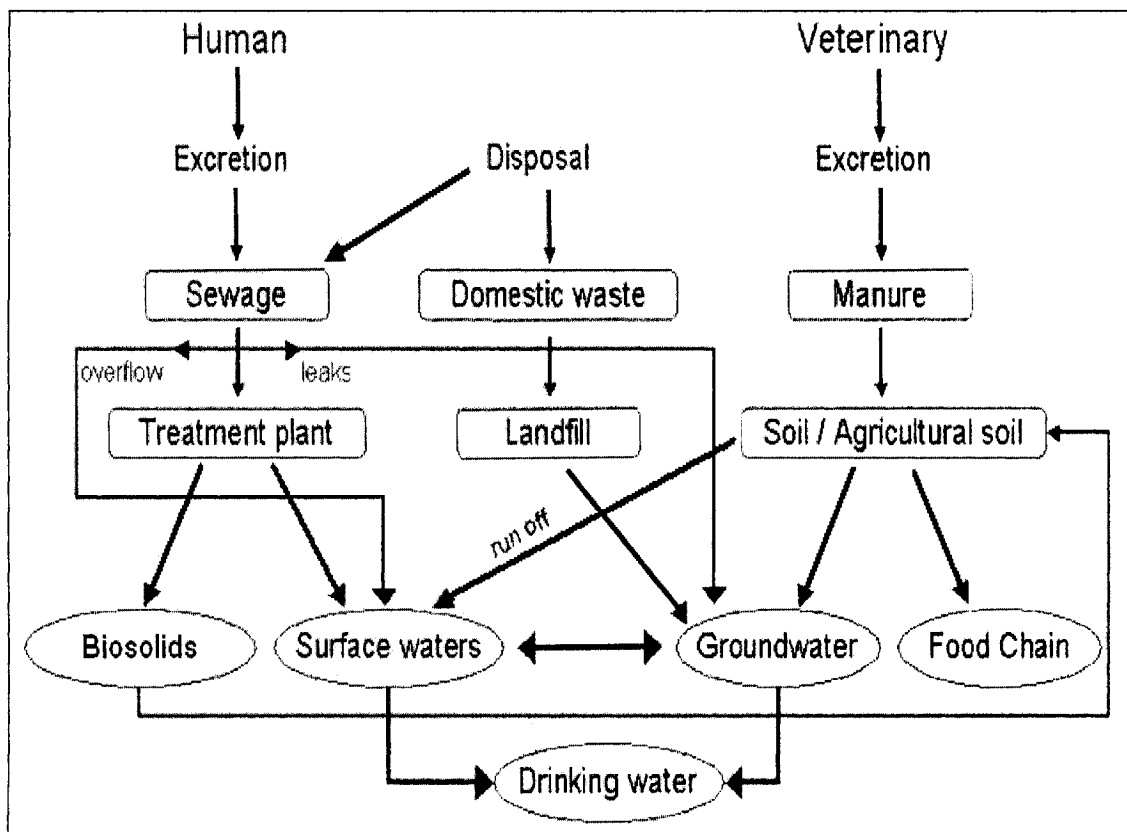 Human
Veterinary
Excretion
Disposal
Excretion
Sewage
Domestic waste
Manure
overflow
leaks
Treatment plant
Landfill
Soil / Agricultural soil
run off
Biosolids
Surface waters
Groundwater
Food Chain
Drinking water